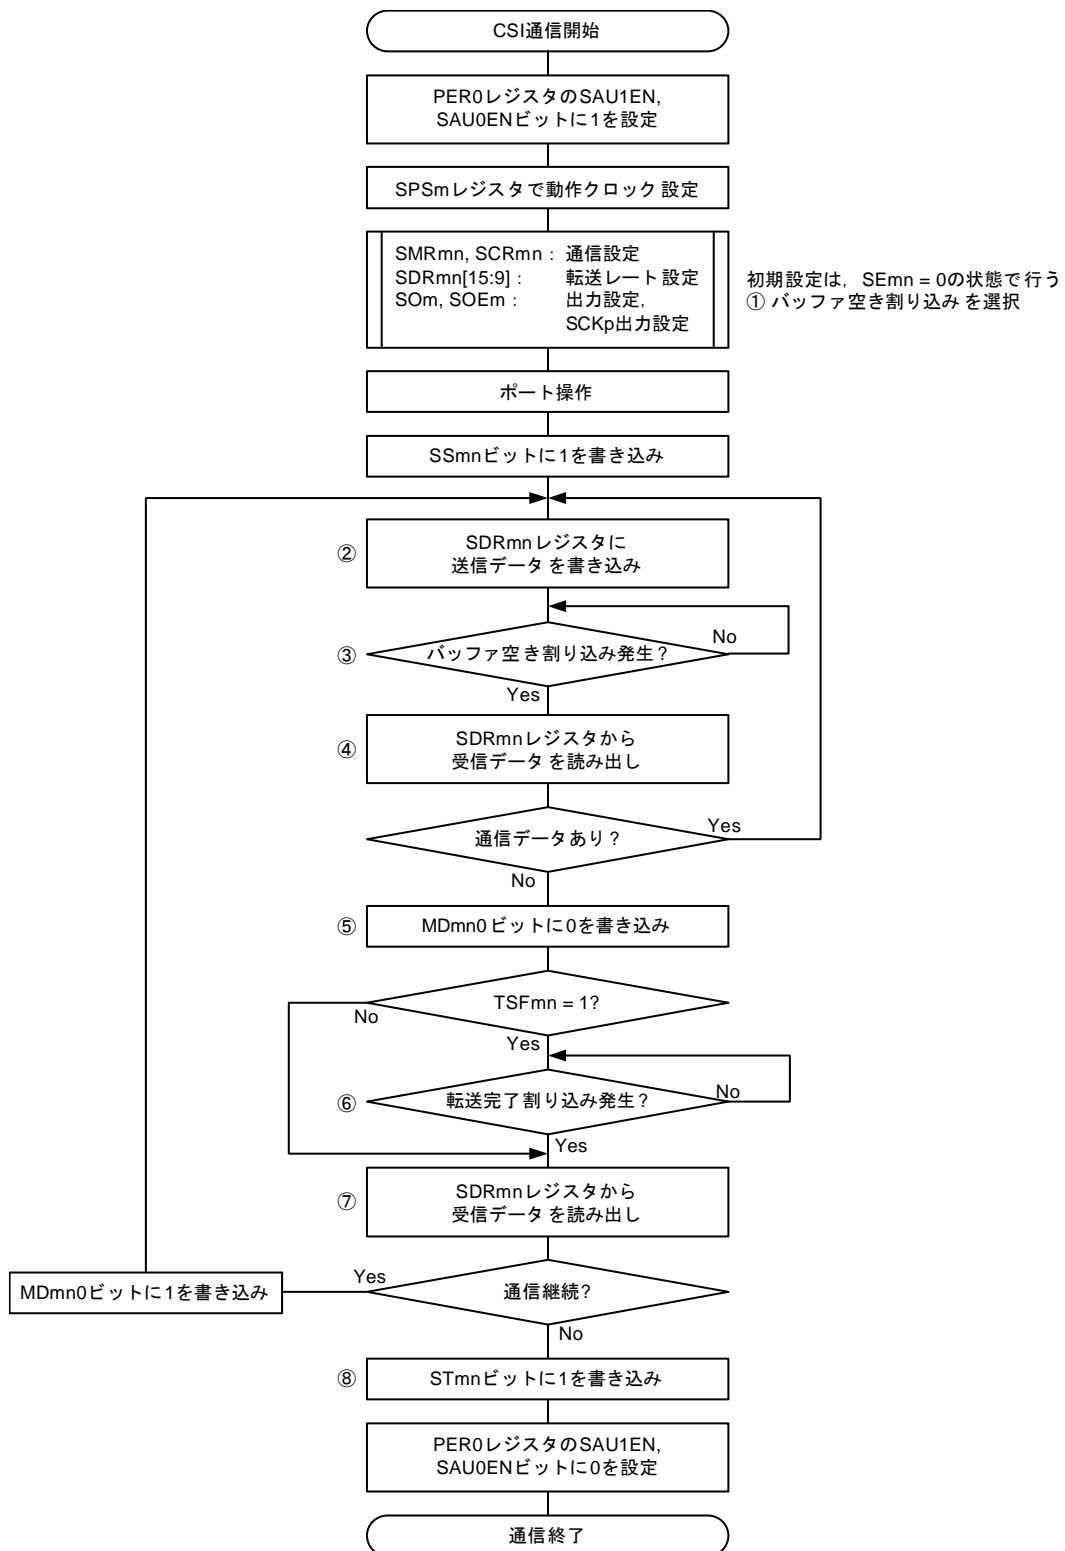 CSI通信開始
PER0レジスタのSAU1EN,
SAU0ENビットに1を設定
SPSmレジスタで動作クロック設定
SMRmn, SCRmn： 通信設定
SDRmn[15:9]： 転送レート設定
SOm, SOEm： 出力設定,
SCKp出力設定
初期設定は，SEmn = 0の状態で行う
① バッファ空き割り込みを選択
ポート操作
SSmnビットに1を書き込み
②
SDRmnレジスタに
送信データを書き込み
③
バッファ空き割り込み発生？
No
Yes
④
SDRmnレジスタから
受信データを読み出し
通信データあり？
Yes
No
⑤
MDmn0ビットに0を書き込み
TSFmn = 1?
No
Yes
⑥
転送完了割り込み発生？
No
Yes
⑦
SDRmnレジスタから
受信データを読み出し
MDmn0ビットに1を書き込み
Yes
通信継続?
No
⑧
STmnビットに1を書き込み
PER0レジスタのSAU1EN,
SAU0ENビットに0を設定
通信終了